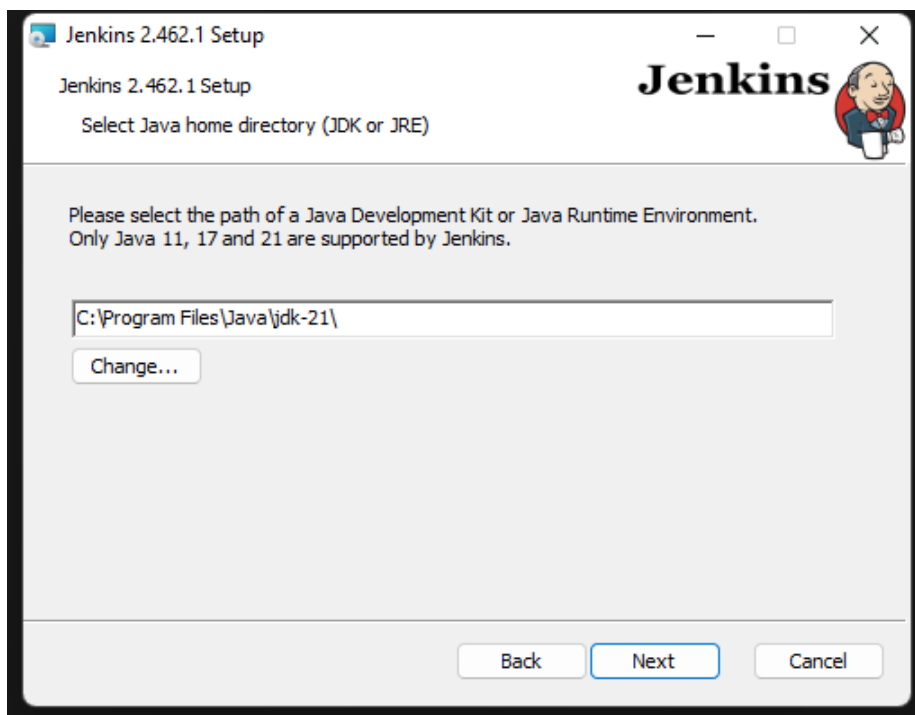 Jenkins 2.462.1 Setup
Jenkins 2.462.1 Setup
Jenkins
Select Java home directory (JDK or JRE)
Please select the path of a Java Development Kit or Java Runtime Environment.
Only Java 11, 17 and 21 are supported by Jenkins.
C:\Program Files\Java\jdk-21\
Change...
Back Next Cancel